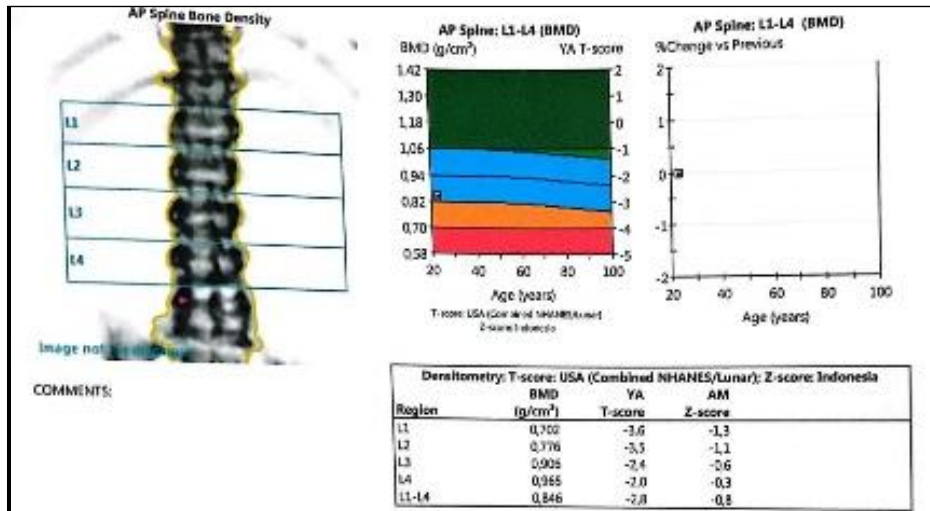 AP Spine Bone Density
L1
L2
L3
L4
COMMENTS:
AP Spine: L1-L4 (BMD)
BMD (g/cm²) YA T-score
1,42 2
1,30 1
1,18 0
1,06 -1
0,94 -2
0,82 -3
0,70 -4
0,58 -5
20 40 60 80 100
Age (years)
T-score: USA (Combined NHANES/Lunar)
Z-score: Indonesia
AP Spine: L1-L4 (BMD)
%Change vs Previous
2
1
0
-1
-2
20 40 60 80 100
Age (years)
Densitometry: T-score: USA (Combined NHANES/Lunar); Z-score: Indonesia
BMD YA AM
Region (g/cm²) T-score Z-score
L1 0,702 -3,6 -1,3
L2 0,776 -3,5 -1,1
L3 0,906 -2,4 -0,6
L4 0,965 -2,0 -0,3
L1-L4 0,846 -2,8 -0,8
Image not